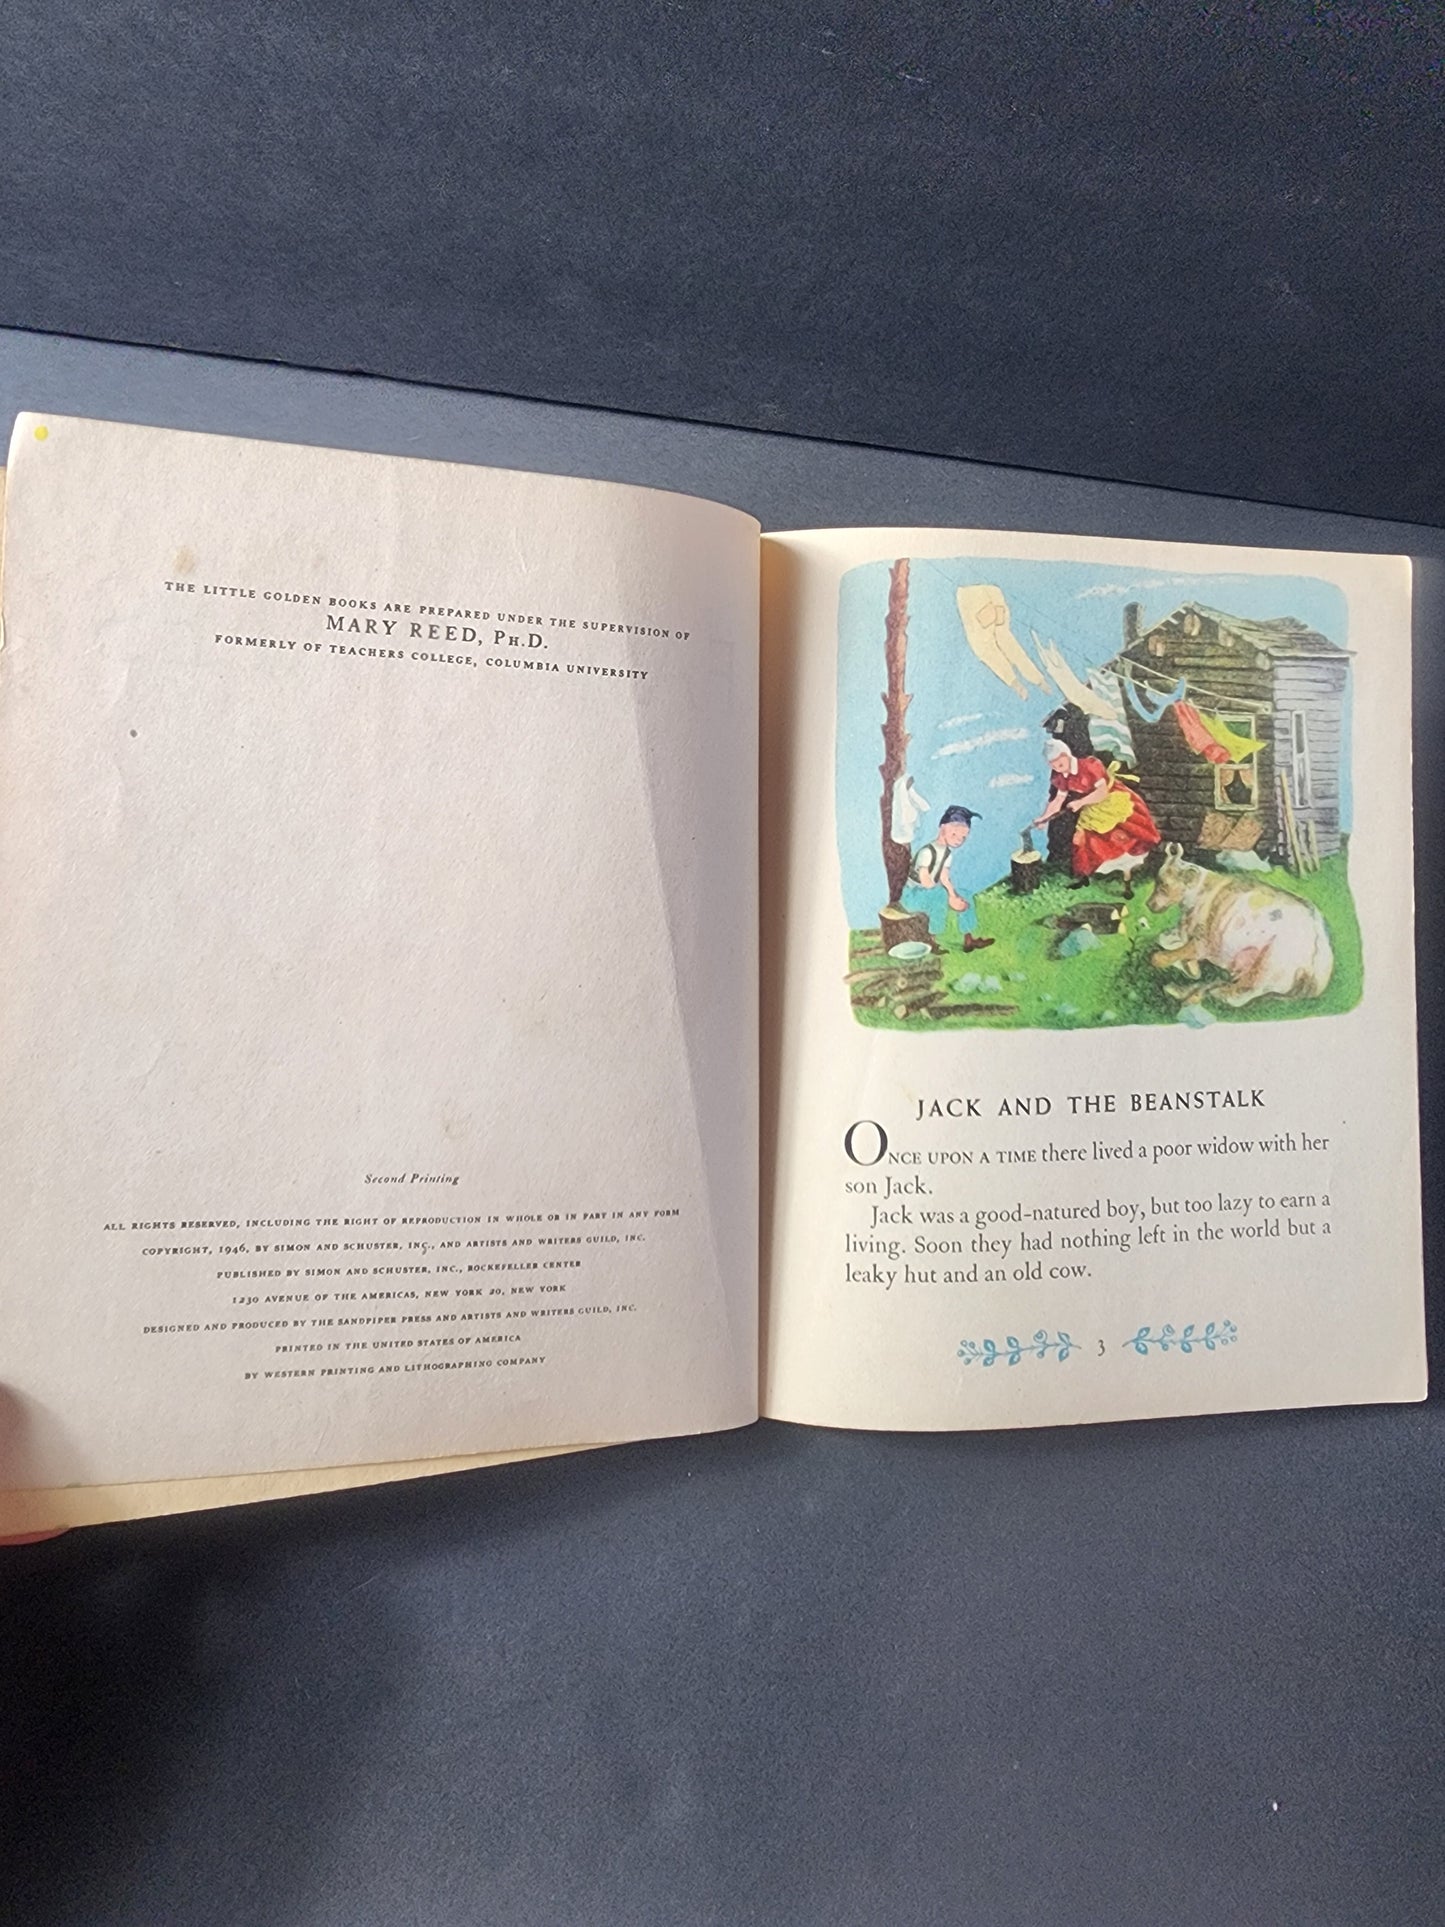 THE LITTLE GOLDEN BOOKS ARE PREPARED UNDER THE SUPERVISION OF
MARY REED, PH.D.
FORMERLY OF TEACHERS COLLEGE, COLUMBIA UNIVERSITY
Second Printing
ALL RIGHTS RESERVED, INCLUDING THE RIGHT OF REPRODUCTION IN WHOLE OR IN PART IN ANY FORM
COPYRIGHT, 1946, BY SIMON AND SCHUSTER, INC., AND ARTISTS AND WRITERS GUILD, INC.
PUBLISHED BY SIMON AND SCHUSTER, INC., ROCKEFELLER CENTER
1230 AVENUE OF THE AMERICAS, NEW YORK 20, NEW YORK
DESIGNED AND PRODUCED BY THE SANDPIPER PRESS AND ARTISTS AND WRITERS GUILD, INC.
PRINTED IN THE UNITED STATES OF AMERICA
BY WESTERN PRINTING AND LITHOGRAPHING COMPANY
JACK AND THE BEANSTALK
ONCE UPON A TIME there lived a poor widow with her
son Jack.
Jack was a good-natured boy, but too lazy to earn a
living. Soon they had nothing left in the world but a
leaky hut and an old cow.
3